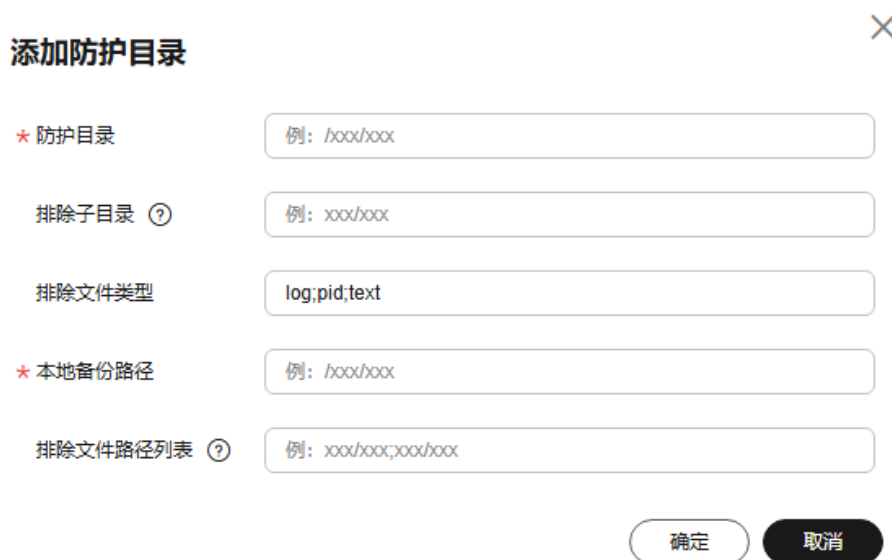 添加防护目录
* 防护目录 例：/xxx/xxx
排除子目录 ? 例：xxx/xxx
排除文件类型 log;pid;text
* 本地备份路径 例：/xxx/xxx
排除文件路径列表 ? 例：xxx/xxx;xxx/xxx
确定 取消